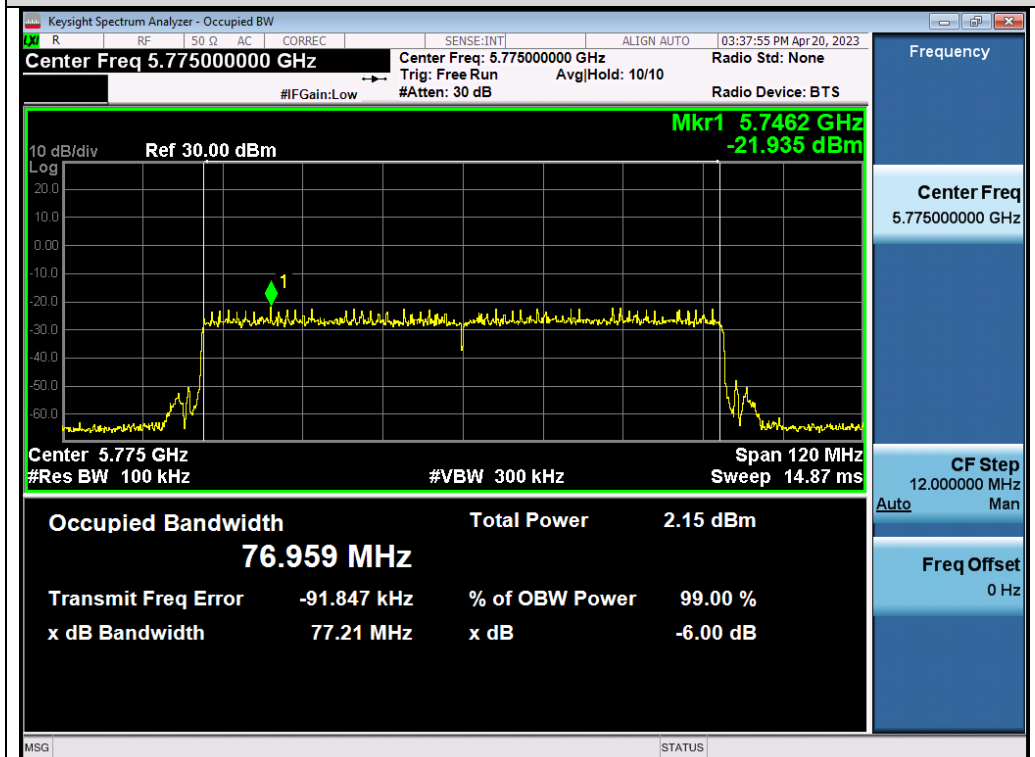 Keysight Spectrum Analyzer - Occupied BW
LXI R RF 50 Ω AC CORREC SENSE:INT ALIGN AUTO 03:37:55 PM Apr 20, 2023
Center Freq 5.775000000 GHz
Center Freq: 5.775000000 GHz
Radio Std: None
Trig: Free Run Avg|Hold: 10/10
#IFGain:Low
#Atten: 30 dB
Radio Device: BTS
Frequency
Mkr1 5.7462 GHz
-21.935 dBm
10 dB/div Ref 30.00 dBm
Log
20.0
10.0
0.00
-10.0
-20.0
-30.0
-40.0
-50.0
-60.0
1
Center 5.775 GHz Span 120 MHz
#Res BW 100 kHz #VBW 300 kHz Sweep 14.87 ms
Occupied Bandwidth Total Power 2.15 dBm
76.959 MHz
Transmit Freq Error -91.847 kHz % of OBW Power 99.00 %
x dB Bandwidth 77.21 MHz x dB -6.00 dB
Center Freq
5.775000000 GHz
CF Step
12.000000 MHz
Auto Man
Freq Offset
0 Hz
MSG STATUS